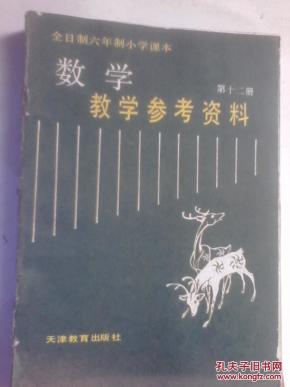 全日制六年制小学课本
数学
第十二册
教学参考资料
天津教育出版社
孔夫子旧书网